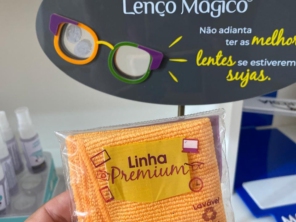 Lenço Mágico
Não adianta
ter as melhor
lentes se estiverem
sujas.
Linha
Premium
Lavável